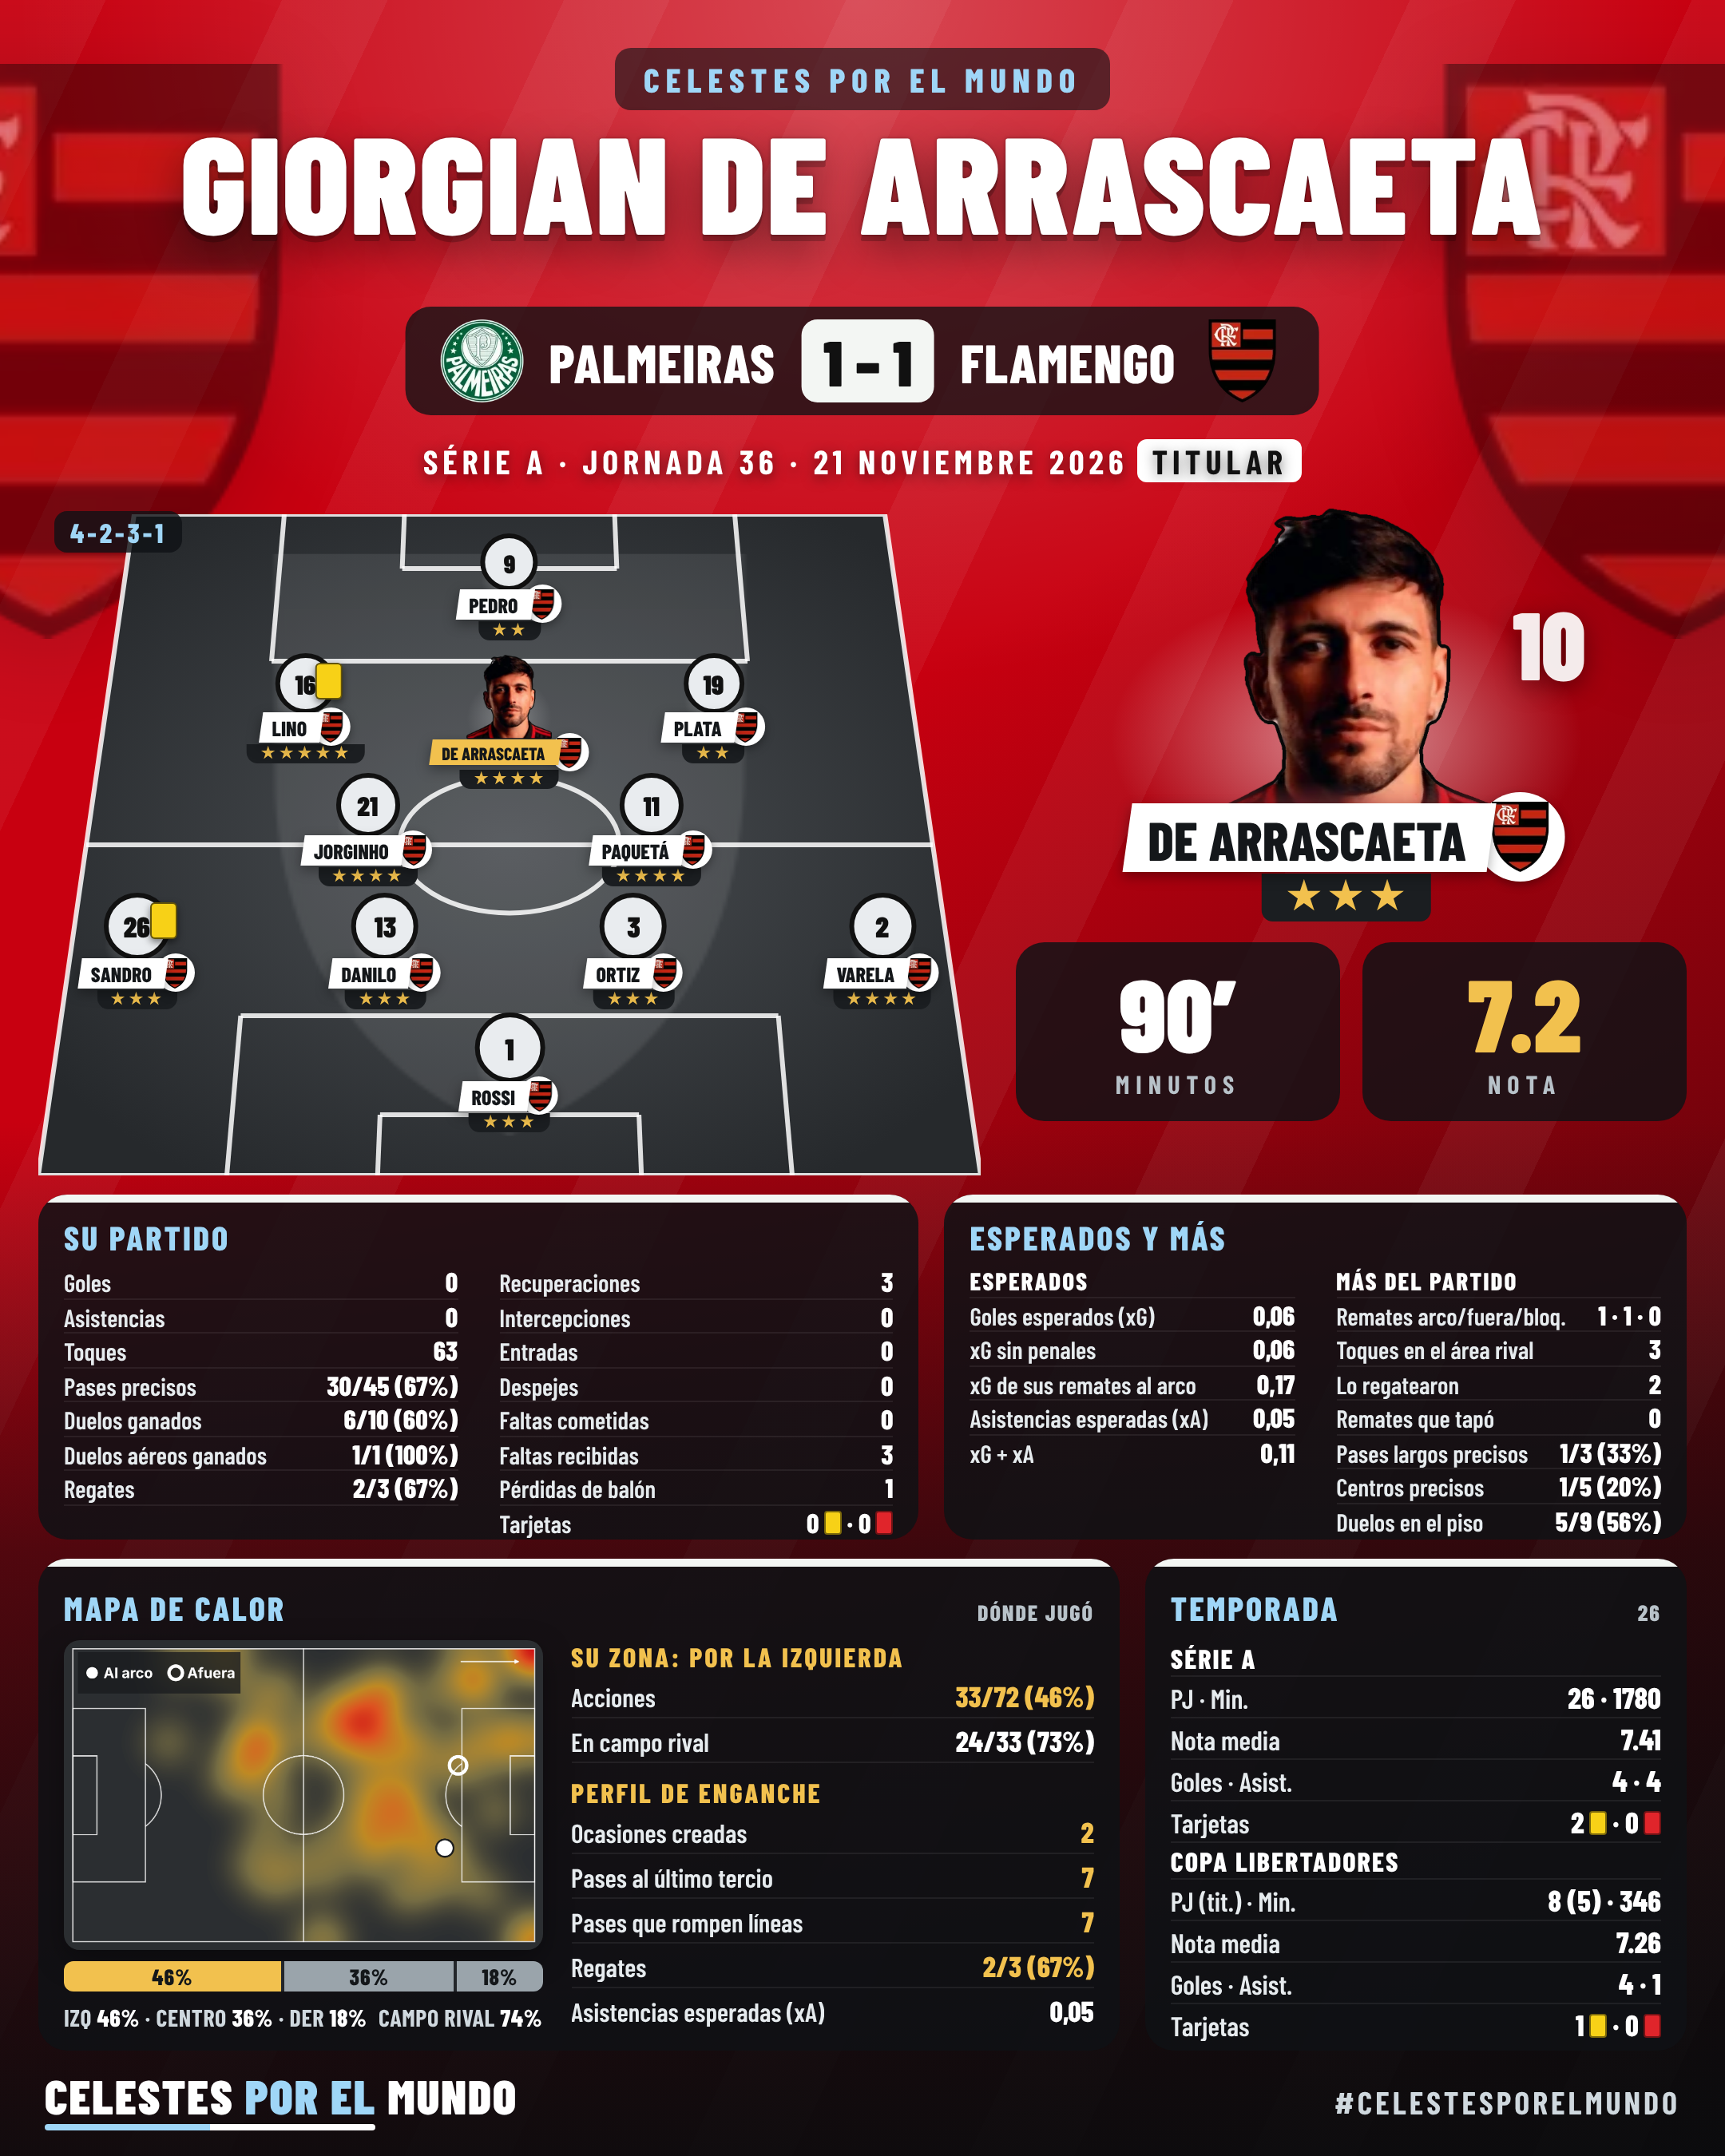 CELESTES POR EL MUNDO
GIORGIAN DE ARRASCAETA
PALMEIRAS
PALMEIRAS 1-1 FLAMENGO
SÉRIE A · JORNADA 36 · 21 NOVIEMBRE 2026 TITULAR
4-2-3-1
9
PEDRO
16
LINO
DE ARRASCAETA
19
PLATA
21
JORGINHO
11
PAQUETÁ
26
SANDRO
13
DANILO
3
ORTIZ
2
VARELA
1
ROSSI
10
DE ARRASCAETA
90'
MINUTOS
7.2
NOTA
SU PARTIDO
Goles 0
Asistencias 0
Toques 63
Pases precisos 30/45 (67%)
Duelos ganados 6/10 (60%)
Duelos aéreos ganados 1/1 (100%)
Regates 2/3 (67%)
Recuperaciones 3
Intercepciones 0
Entradas 0
Despejes 0
Faltas cometidas 0
Faltas recibidas 3
Pérdidas de balón 1
Tarjetas 0 · 0
ESPERADOS Y MÁS
ESPERADOS
Goles esperados (xG) 0,06
xG sin penales 0,06
xG de sus remates al arco 0,17
Asistencias esperadas (xA) 0,05
xG + xA 0,11
MÁS DEL PARTIDO
Remates arco/fuera/bloq. 1 · 1 · 0
Toques en el área rival 3
Lo regatearon 2
Remates que tapó 0
Pases largos precisos 1/3 (33%)
Centros precisos 1/5 (20%)
Duelos en el piso 5/9 (56%)
MAPA DE CALOR
DÓNDE JUGÓ
Al arco Afuera
46% 36% 18%
IZQ 46% · CENTRO 36% · DER 18% CAMPO RIVAL 74%
SU ZONA: POR LA IZQUIERDA
Acciones 33/72 (46%)
En campo rival 24/33 (73%)
PERFIL DE ENGANCHE
Ocasiones creadas 2
Pases al último tercio 7
Pases que rompen líneas 7
Regates 2/3 (67%)
Asistencias esperadas (xA) 0,05
TEMPORADA 26
SÉRIE A
PJ · Min. 26 · 1780
Nota media 7.41
Goles · Asist. 4 · 4
Tarjetas 2 · 0
COPA LIBERTADORES
PJ (tit.) · Min. 8 (5) · 346
Nota media 7.26
Goles · Asist. 4 · 1
Tarjetas 1 · 0
CELESTES POR EL MUNDO
#CELESTESPORELMUNDO